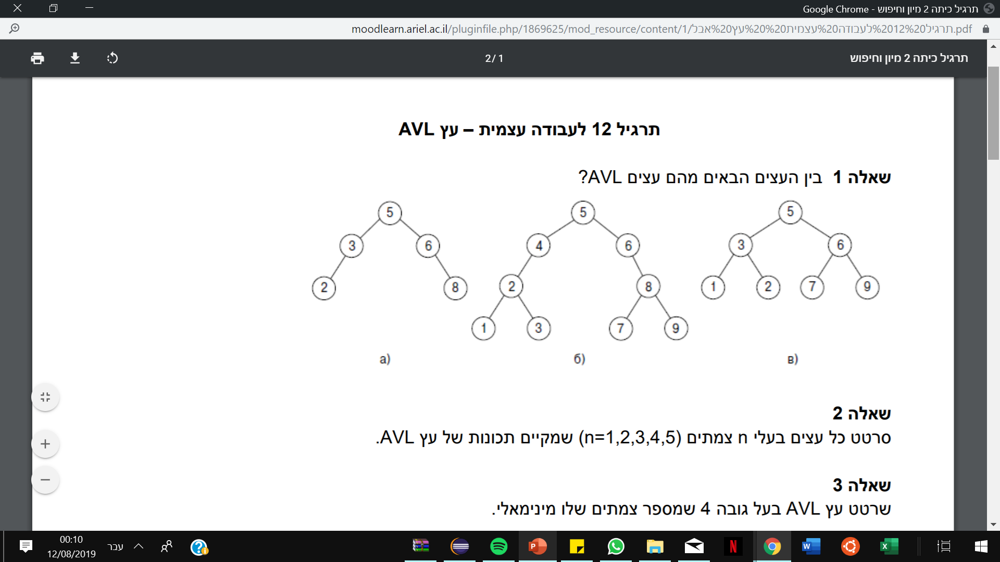 תרגיל כיתה 2 מיון וחיפוש - Google Chrome
moodlearn.ariel.ac.il/pluginfile.php/1869625/mod_resource/content/1/תרגיל%2012%20לעבודה%20עצמית%20%20עץ%20אבל.pdf
תרגיל כיתה 2 מיון וחיפוש
1 / 2
תרגיל 12 לעבודה עצמית – עץ AVL
שאלה 1 בין העצים הבאים מהם עצים AVL?
5 5 5
3 6 4 6 3 6
2 8 2 8 1 2 7 9
1 3 7 9
а) б) в)
שאלה 2
סרטט כל עצים בעלי n צמתים (n=1,2,3,4,5) שמקיים תכונות של עץ AVL.
שאלה 3
שרטט עץ AVL בעל גובה 4 שמספר צמתים שלו מינימאלי.
00:10
12/08/2019
עבר